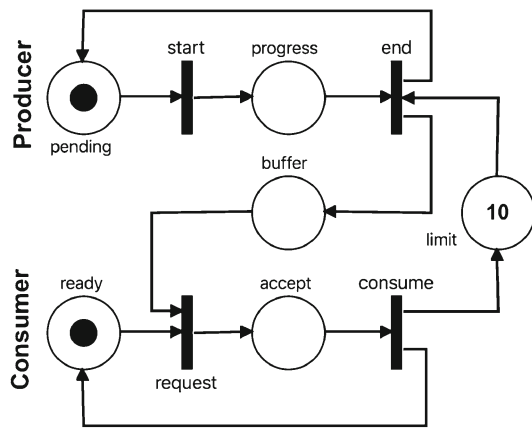 Producer
start
progress
end
pending
buffer
10
limit
Consumer
ready
accept
consume
request